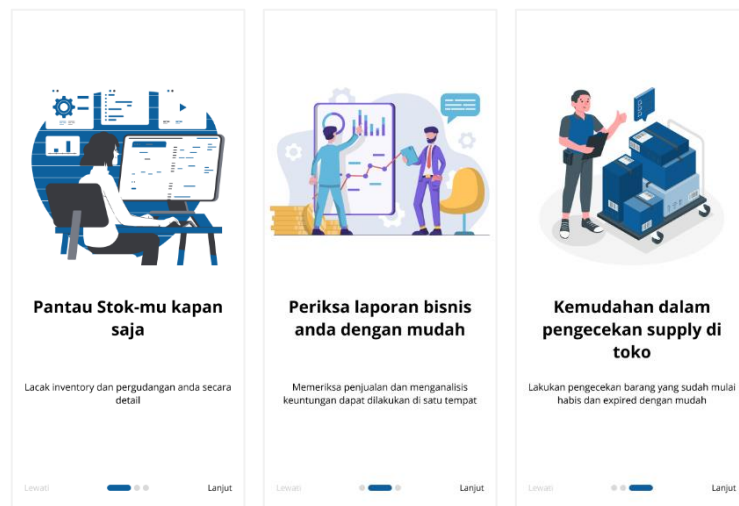 Pantau Stok-mu kapan
saja
Lacak inventory dan pergudangan anda secara
detail
Lewati
Lanjut
Periksa laporan bisnis
anda dengan mudah
Memeriksa penjualan dan menganalisis
keuntungan dapat dilakukan di satu tempat
Lewati
Lanjut
Kemudahan dalam
pengecekan supply di
toko
Lakukan pengecekan barang yang sudah mulai
habis dan expired dengan mudah
Lewati
Lanjut